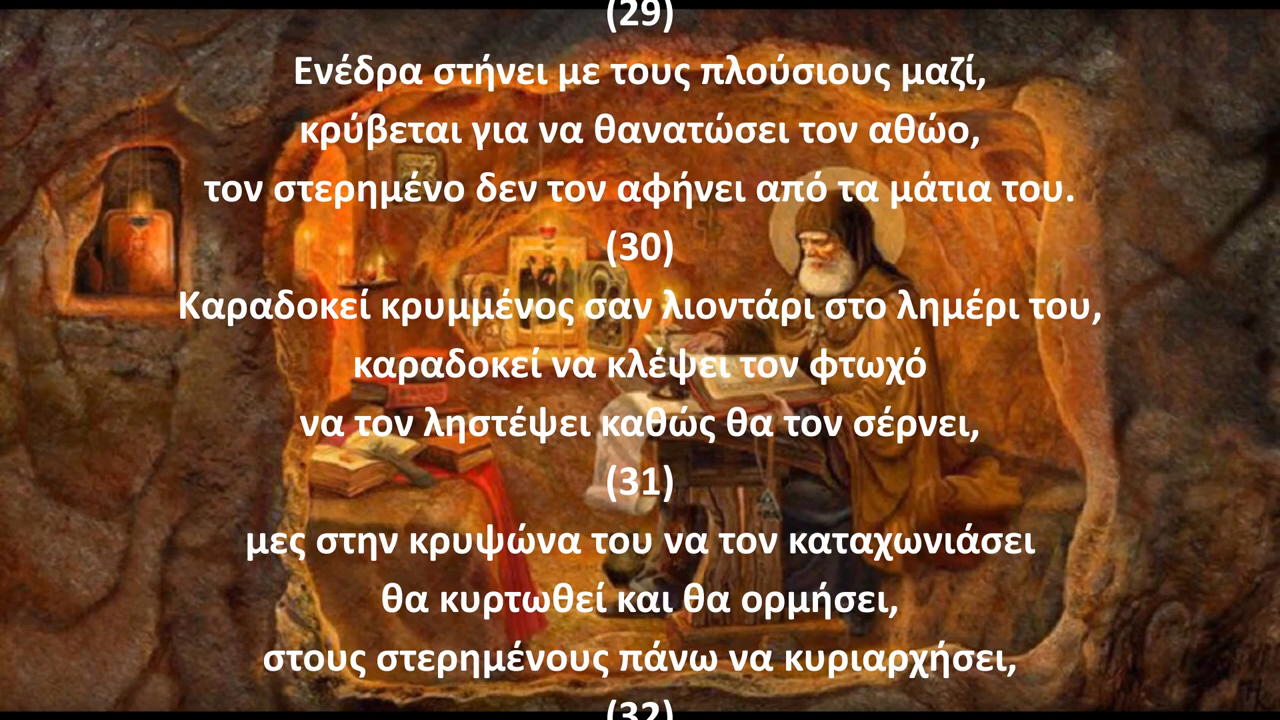 (29)
Ενέδρα στήνει με τους πλούσιους μαζί,
κρύβεται για να θανατώσει τον αθώο,
τον στερημένο δεν τον αφήνει από τα μάτια του.
(30)
Καραδοκεί κρυμμένος σαν λιοντάρι στο λημέρι του,
καραδοκεί να κλέψει τον φτωχό
να τον ληστέψει καθώς θα τον σέρνει,
(31)
μες στην κρυψώνα του να τον καταχωνιάσει
θα κυρτωθεί και θα ορμήσει,
στους στερημένους πάνω να κυριαρχήσει,
(32)